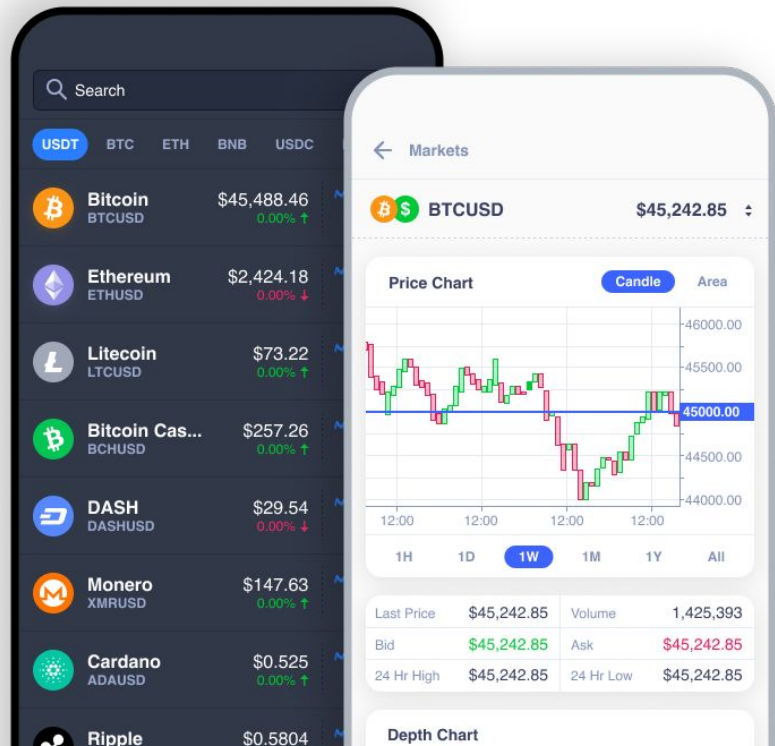 Search
USDT BTC ETH BNB USDC
Bitcoin $45,488.46
BTCUSD 0.00% ↑
Ethereum $2,424.18
ETHUSD 0.00% ↓
Litecoin $73.22
LTCUSD 0.00% ↑
Bitcoin Cas... $257.26
BCHUSD 0.00% ↑
DASH $29.54
DASHUSD 0.00% ↓
Monero $147.63
XMRUSD 0.00% ↑
Cardano $0.525
ADAUSD 0.00% ↑
Ripple $0.5804
← Markets
BTCUSD $45,242.85
Price Chart Candle Area
46000.00
45500.00
45000.00
44500.00
44000.00
12:00 12:00 12:00 12:00
1H 1D 1W 1M 1Y All
Last Price $45,242.85 Volume 1,425,393
Bid $45,242.85 Ask $45,242.85
24 Hr High $45,242.85 24 Hr Low $45,242.85
Depth Chart